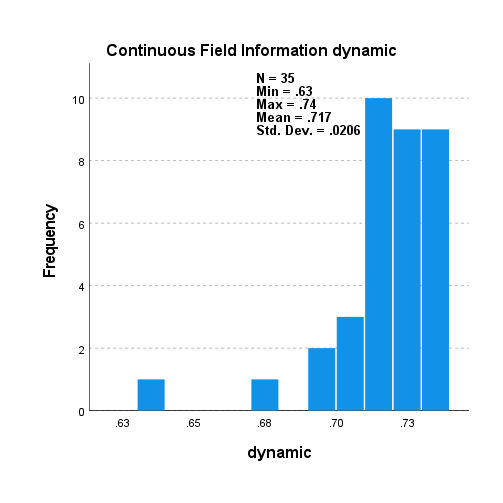 Continuous Field Information dynamic
N = 35
Min = .63
Max = .74
Mean = .717
Std. Dev. = .0206
10
8
6
4
2
0
Frequency
.63 .65 .68 .70 .73
dynamic